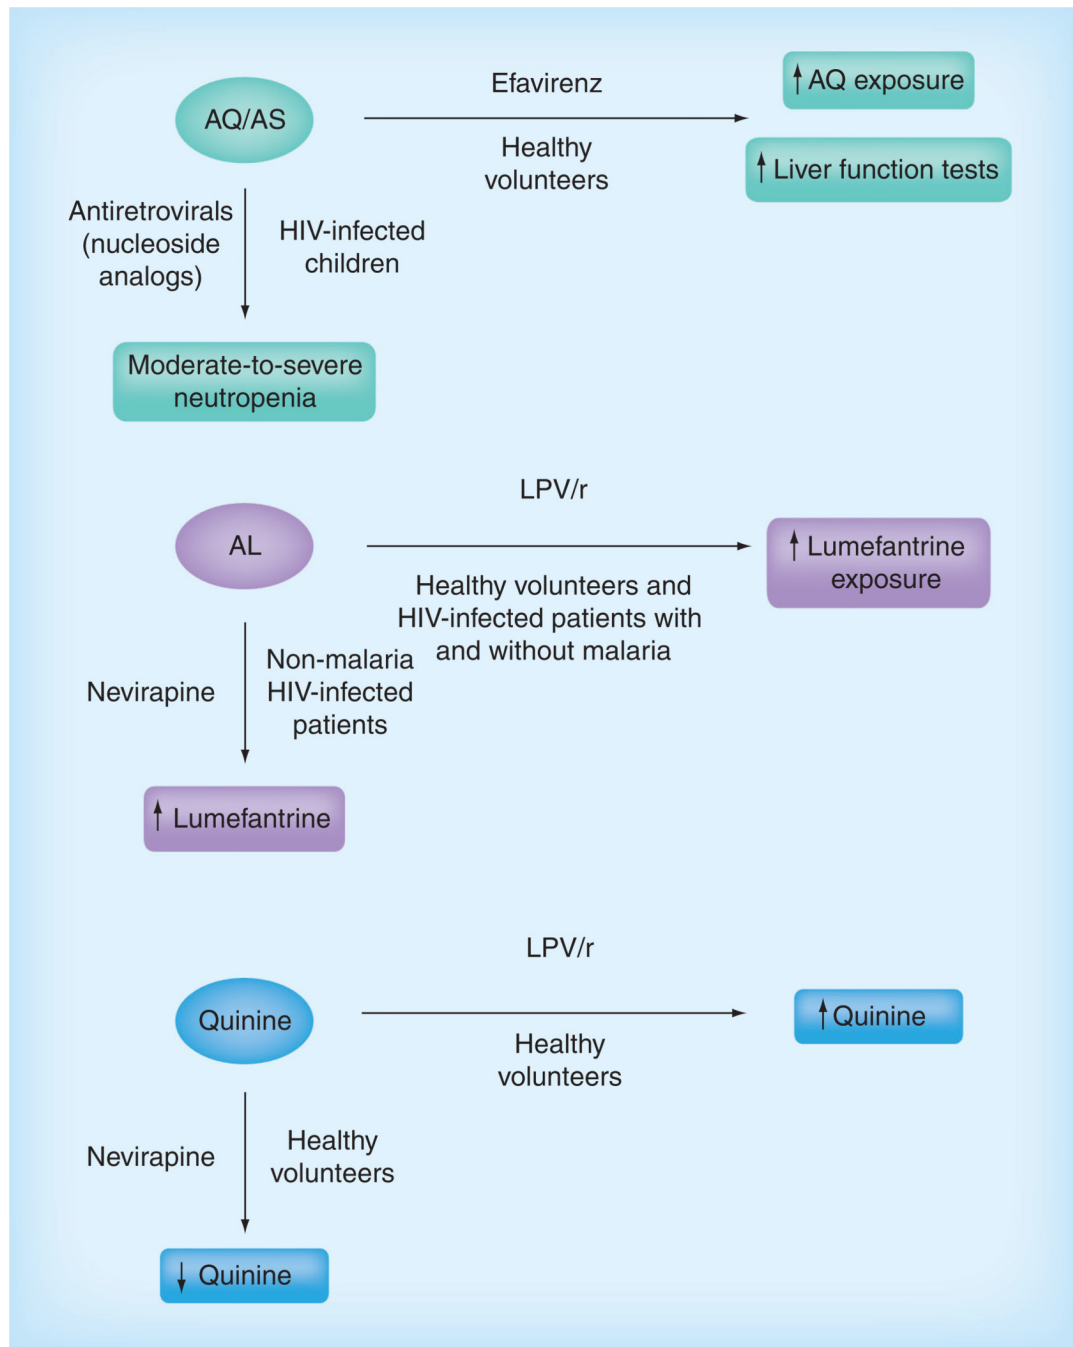 Efavirenz
↑ AQ exposure
AQ/AS
Healthy
volunteers
↑ Liver function tests
Antiretrovirals
(nucleoside
analogs)
HIV-infected
children
Moderate-to-severe
neutropenia
LPV/r
AL
↑ Lumefantrine
exposure
Healthy volunteers and
HIV-infected patients with
and without malaria
Nevirapine
Non-malaria
HIV-infected
patients
↑ Lumefantrine
LPV/r
Quinine
↑ Quinine
Healthy
volunteers
Nevirapine
Healthy
volunteers
↓ Quinine